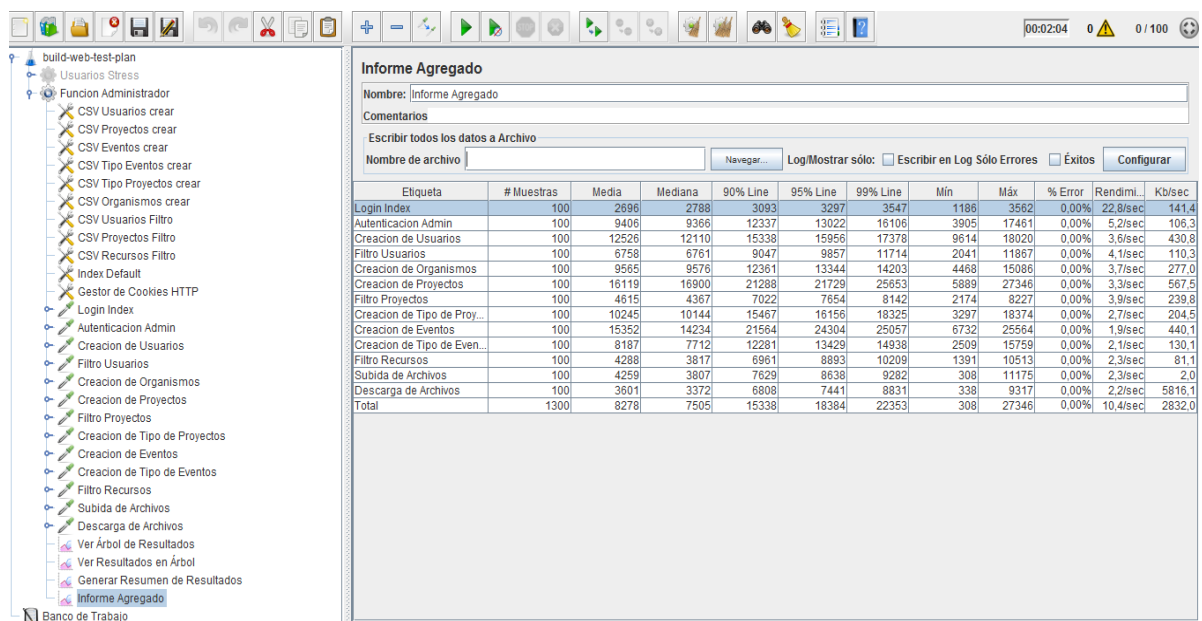 00:02:04 0 0 / 100
build-web-test-plan
Usuarios Stress
Funcion Administrador
CSV Usuarios crear
CSV Proyectos crear
CSV Eventos crear
CSV Tipo Eventos crear
CSV Tipo Proyectos crear
CSV Organismos crear
CSV Usuarios Filtro
CSV Proyectos Filtro
CSV Recursos Filtro
Index Default
Gestor de Cookies HTTP
Login Index
Autenticacion Admin
Creacion de Usuarios
Filtro Usuarios
Creacion de Organismos
Creacion de Proyectos
Filtro Proyectos
Creacion de Tipo de Proyectos
Creacion de Eventos
Creacion de Tipo de Eventos
Filtro Recursos
Subida de Archivos
Descarga de Archivos
Ver Árbol de Resultados
Ver Resultados en Árbol
Generar Resumen de Resultados
Informe Agregado
Banco de Trabajo
Informe Agregado
Nombre: Informe Agregado
Comentarios
Escribir todos los datos a Archivo
Nombre de archivo Navegar... Log/Mostrar sólo: Escribir en Log Sólo Errores Éxitos Configurar
Etiqueta # Muestras Media Mediana 90% Line 95% Line 99% Line Mín Máx % Error Rendimi... Kb/sec
Login Index 100 2696 2788 3093 3297 3547 1186 3562 0,00% 22,8/sec 141,4
Autenticacion Admin 100 9406 9366 12337 13022 16106 3905 17461 0,00% 5,2/sec 106,3
Creacion de Usuarios 100 12526 12110 15338 15956 17378 9614 18020 0,00% 3,6/sec 430,8
Filtro Usuarios 100 6758 6761 9047 9857 11714 2041 11867 0,00% 4,1/sec 110,3
Creacion de Organismos 100 9565 9576 12361 13344 14203 4468 15086 0,00% 3,7/sec 277,0
Creacion de Proyectos 100 16119 16900 21288 21729 25653 5889 27346 0,00% 3,3/sec 567,5
Filtro Proyectos 100 4615 4367 7022 7654 8142 2174 8227 0,00% 3,9/sec 239,8
Creacion de Tipo de Proy... 100 10245 10144 15467 16156 18325 3297 18374 0,00% 2,7/sec 204,5
Creacion de Eventos 100 15352 14234 21564 24304 25057 6732 25564 0,00% 1,9/sec 440,1
Creacion de Tipo de Even... 100 8187 7712 12281 13429 14938 2509 15759 0,00% 2,1/sec 130,1
Filtro Recursos 100 4288 3817 6961 8893 10209 1391 10513 0,00% 2,3/sec 81,1
Subida de Archivos 100 4259 3807 7629 8638 9282 308 11175 0,00% 2,3/sec 2,0
Descarga de Archivos 100 3601 3372 6808 7441 8831 338 9317 0,00% 2,2/sec 5816,1
Total 1300 8278 7505 15338 18384 22353 308 27346 0,00% 10,4/sec 2832,0